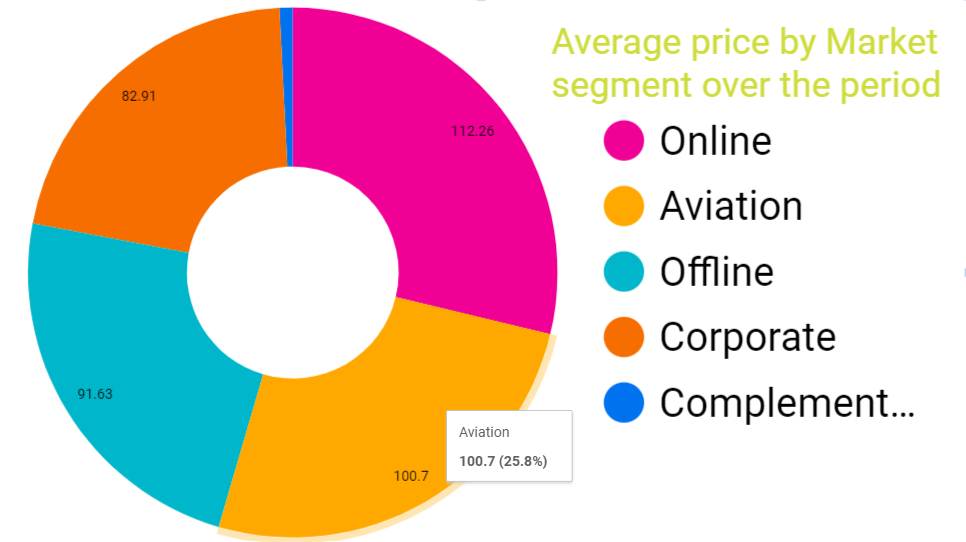 Average price by Market
segment over the period
Online
Aviation
Offline
Corporate
Complement...
82.91
112.26
91.63
100.7
Aviation
100.7 (25.8%)